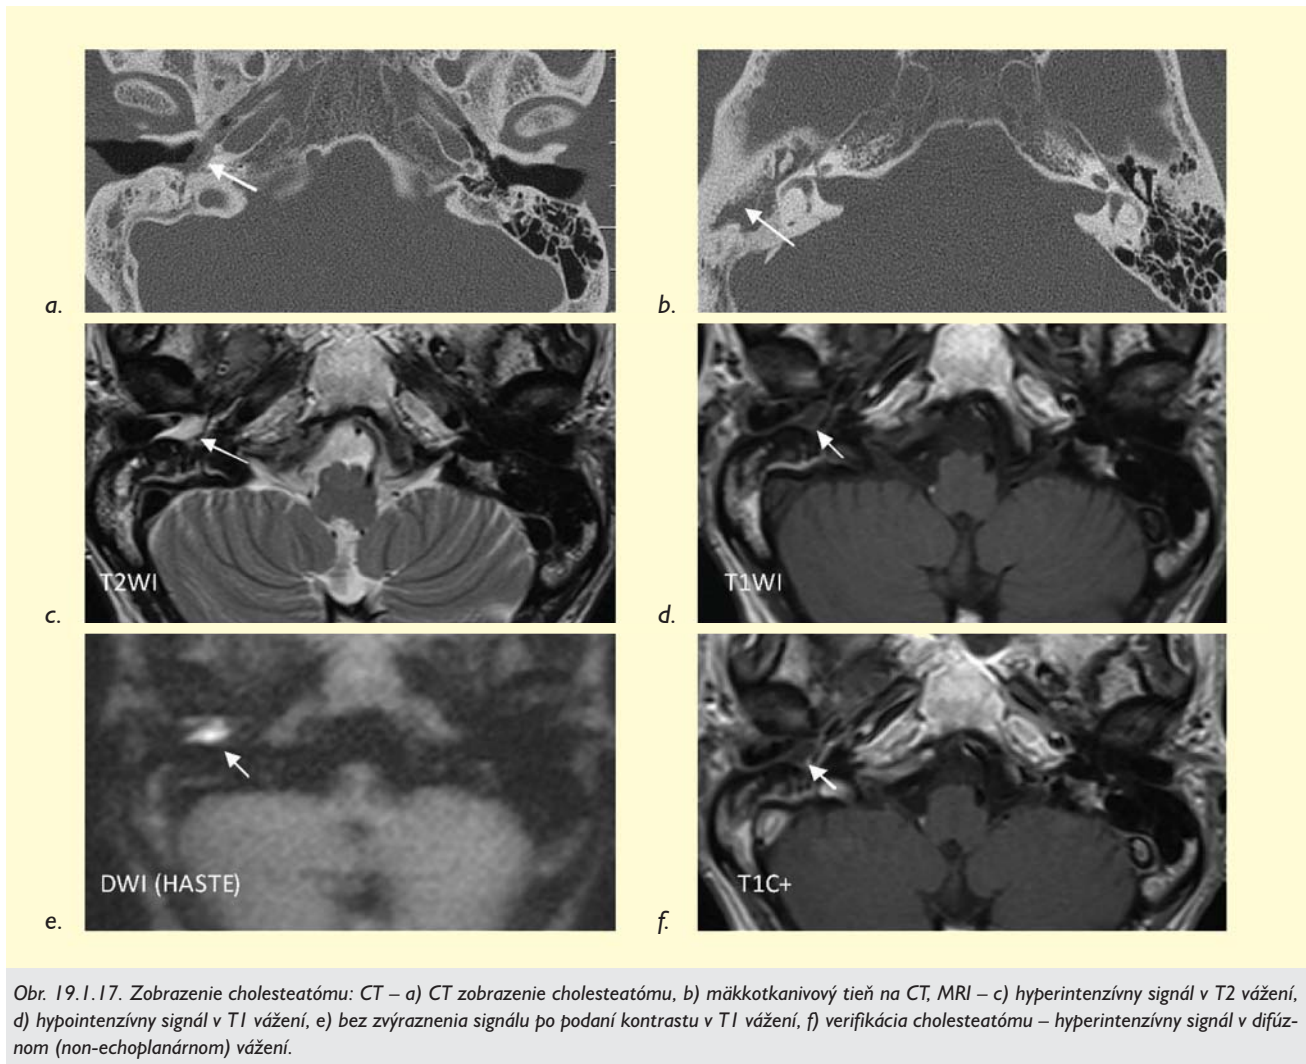 a.
b.
T2WI
c.
T1WI
d.
DWI (HASTE)
e.
T1C+
f.
Obr. 19.1.17. Zobrazenie cholesteatómu: CT – a) CT zobrazenie cholesteatómu, b) mäkkotkanivový tieň na CT, MRI – c) hyperintenzívny signál v T2 vážení,
d) hypointenzívny signál v T1 vážení, e) bez zvýraznenia signálu po podaní kontrastu v T1 vážení, f) verifikácia cholesteatómu – hyperintenzívny signál v difúz-
nom (non-echoplanárnom) vážení.